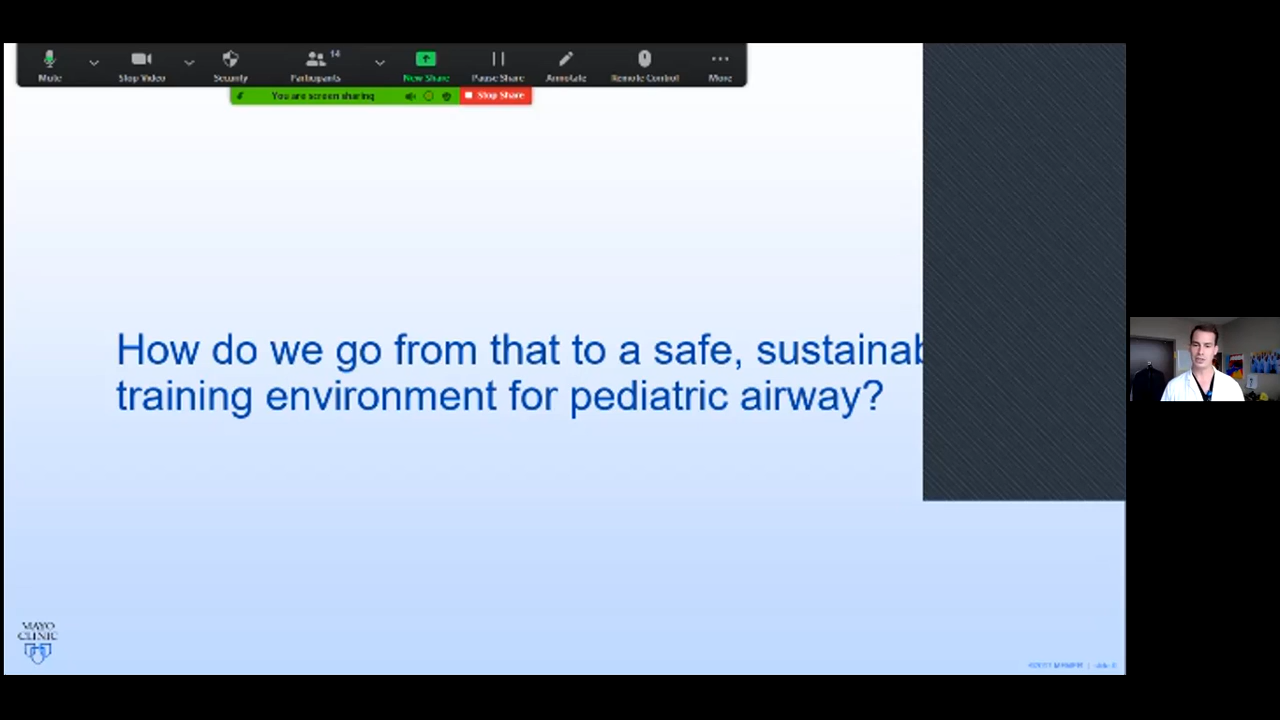 14
Mute
Stop Video
Security
Participants
New Share
Pause Share
Annotate
Remote Control
More
You are screen sharing
Stop Share
How do we go from that to a safe, sustainab
training environment for pediatric airway?
MAYO
CLINIC